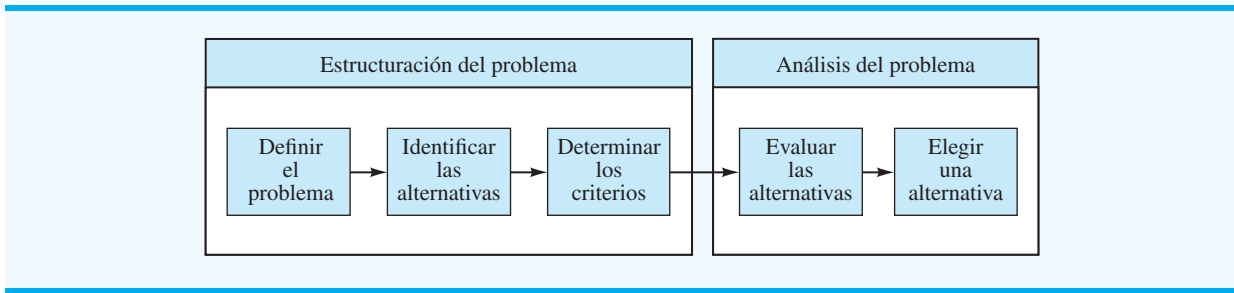 Estructuración del problema
Definir
el
problema
Identificar
las
alternativas
Determinar
los
criterios
Análisis del problema
Evaluar
las
alternativas
Elegir
una
alternativa